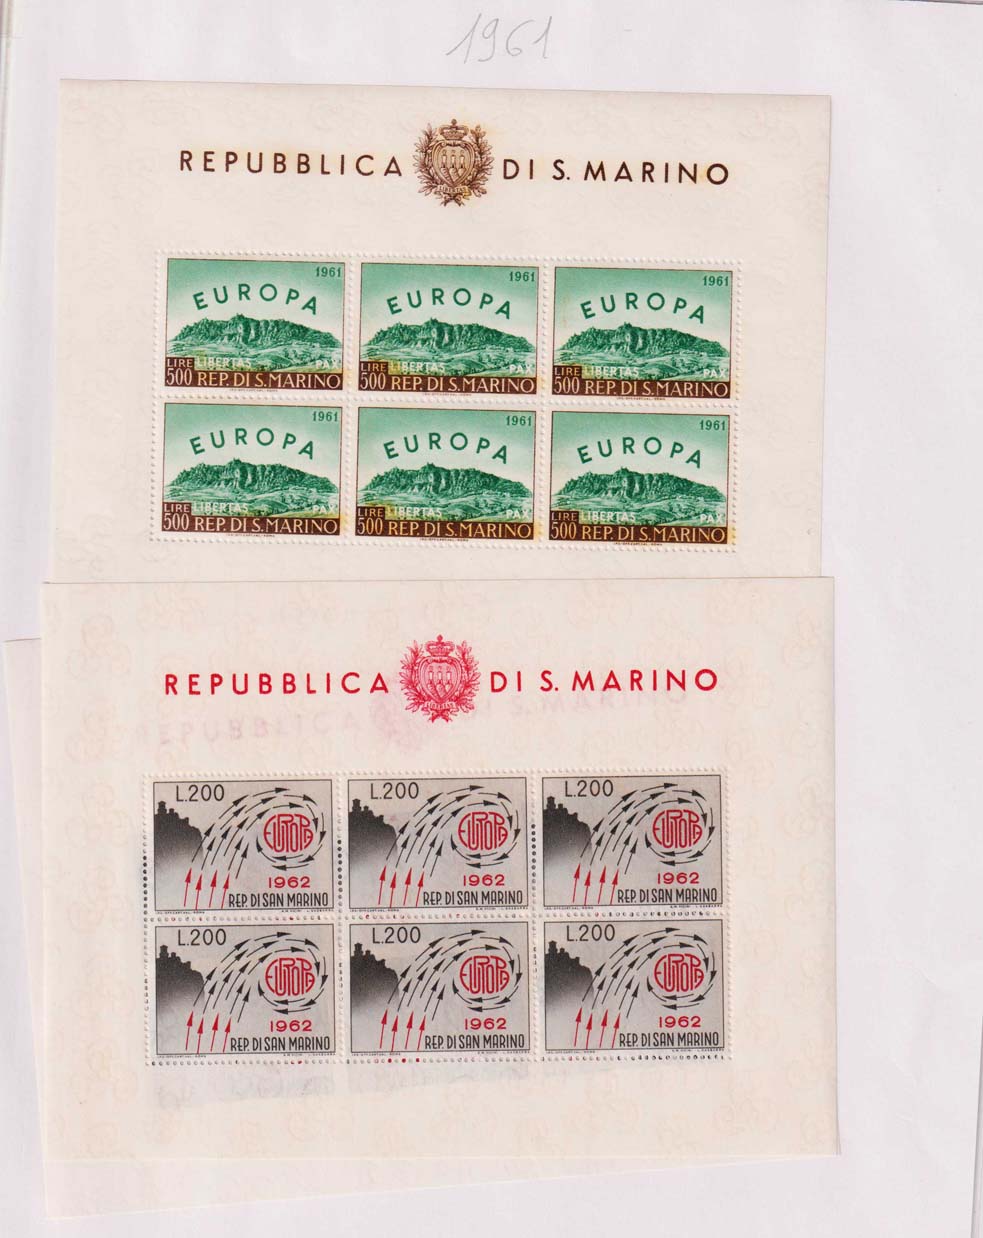 1961
REPUBBLICA DI S. MARINO
LIBERTAS
1961 1961 1961
EUROPA EUROPA EUROPA
LIRE LIBERTAS PAX LIRE LIBERTAS PAX LIRE LIBERTAS PAX
500 REP. DI S. MARINO 500 REP. DI S. MARINO 500 REP. DI S. MARINO
1961 1961 1961
EUROPA EUROPA EUROPA
LIRE LIBERTAS PAX LIRE LIBERTAS PAX LIRE LIBERTAS PAX
500 REP. DI S. MARINO 500 REP. DI S. MARINO 500 REP. DI S. MARINO
REPUBBLICA DI S. MARINO
LIBERTAS
REPUBBLICA DI S. MARINO
L.200 L.200 L.200
EUROPA EUROPA EUROPA
1962 1962 1962
REP. DI SAN MARINO REP. DI SAN MARINO REP. DI SAN MARINO
L.200 L.200 L.200
EUROPA EUROPA EUROPA
1962 1962 1962
REP. DI SAN MARINO REP. DI SAN MARINO REP. DI SAN MARINO